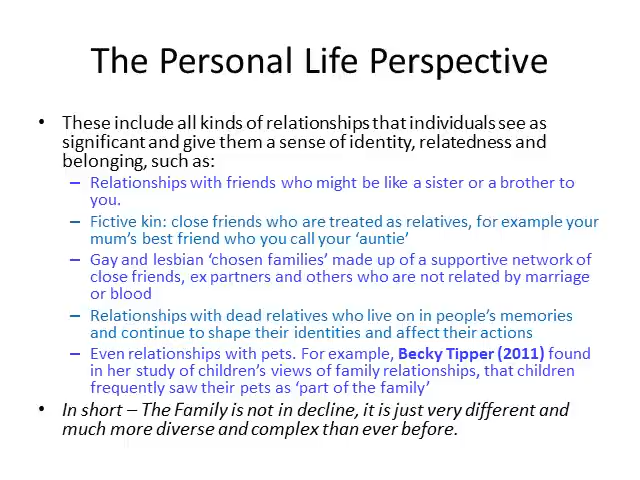 The Personal Life Perspective
• These include all kinds of relationships that individuals see as
significant and give them a sense of identity, relatedness and
belonging, such as:
– Relationships with friends who might be like a sister or a brother to
you.
– Fictive kin: close friends who are treated as relatives, for example your
mum’s best friend who you call your ‘auntie’
– Gay and lesbian ‘chosen families’ made up of a supportive network of
close friends, ex partners and others who are not related by marriage
or blood
– Relationships with dead relatives who live on in people’s memories
and continue to shape their identities and affect their actions
– Even relationships with pets. For example, Becky Tipper (2011) found
in her study of children’s views of family relationships, that children
frequently saw their pets as ‘part of the family’
• In short – The Family is not in decline, it is just very different and
much more diverse and complex than ever before.